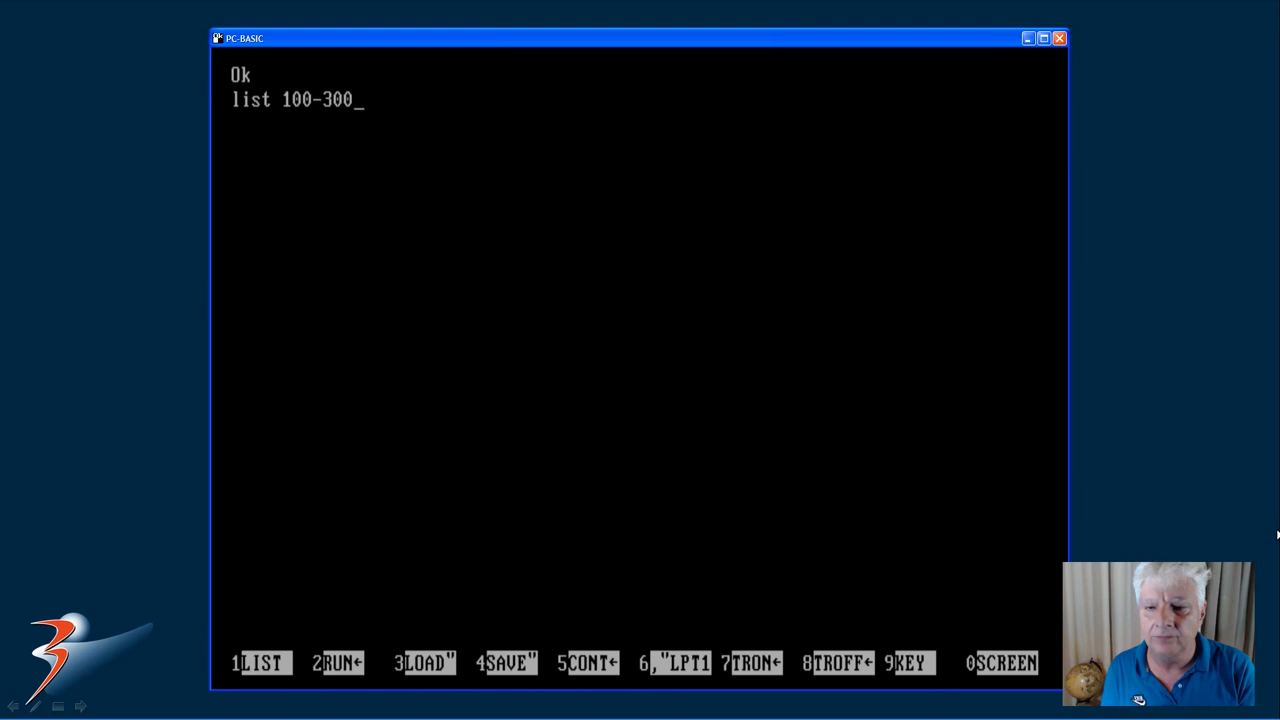 PC-BASIC
Ok
list 100-300_
1LIST 2RUN← 3LOAD" 4SAVE" 5CONT← 6,"LPT1 7TRON← 8TROFF← 9KEY 0SCREEN